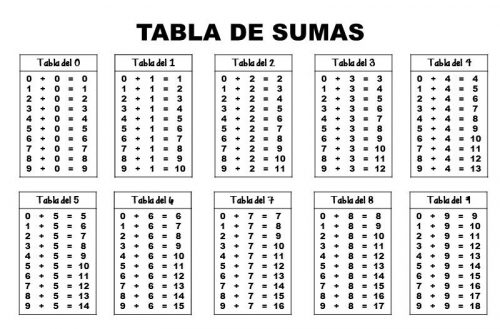 TABLA DE SUMAS
Tabla del 0
0 + 0 = 0
1 + 0 = 1
2 + 0 = 2
3 + 0 = 3
4 + 0 = 4
5 + 0 = 5
6 + 0 = 6
7 + 0 = 7
8 + 0 = 8
9 + 0 = 9
Tabla del 1
0 + 1 = 1
1 + 1 = 2
2 + 1 = 3
3 + 1 = 4
4 + 1 = 5
5 + 1 = 6
6 + 1 = 7
7 + 1 = 8
8 + 1 = 9
9 + 1 = 10
Tabla del 2
0 + 2 = 2
1 + 2 = 3
2 + 2 = 4
3 + 2 = 5
4 + 2 = 6
5 + 2 = 7
6 + 2 = 8
7 + 2 = 9
8 + 2 = 10
9 + 2 = 11
Tabla del 3
0 + 3 = 3
1 + 3 = 4
2 + 3 = 5
3 + 3 = 6
4 + 3 = 7
5 + 3 = 8
6 + 3 = 9
7 + 3 = 10
8 + 3 = 11
9 + 3 = 12
Tabla del 4
0 + 4 = 4
1 + 4 = 5
2 + 4 = 6
3 + 4 = 7
4 + 4 = 8
5 + 4 = 9
6 + 4 = 10
7 + 4 = 11
8 + 4 = 12
9 + 4 = 13
Tabla del 5
0 + 5 = 5
1 + 5 = 6
2 + 5 = 7
3 + 5 = 8
4 + 5 = 9
5 + 5 = 10
6 + 5 = 11
7 + 5 = 12
8 + 5 = 13
9 + 5 = 14
Tabla del 6
0 + 6 = 6
1 + 6 = 7
2 + 6 = 8
3 + 6 = 9
4 + 6 = 10
5 + 6 = 11
6 + 6 = 12
7 + 6 = 13
8 + 6 = 14
9 + 6 = 15
Tabla del 7
0 + 7 = 7
1 + 7 = 8
2 + 7 = 9
3 + 7 = 10
4 + 7 = 11
5 + 7 = 12
6 + 7 = 13
7 + 7 = 14
8 + 7 = 15
9 + 7 = 16
Tabla del 8
0 + 8 = 8
1 + 8 = 9
2 + 8 = 10
3 + 8 = 11
4 + 8 = 12
5 + 8 = 13
6 + 8 = 14
7 + 8 = 15
8 + 8 = 16
9 + 8 = 17
Tabla del 9
0 + 9 = 9
1 + 9 = 10
2 + 9 = 11
3 + 9 = 12
4 + 9 = 13
5 + 9 = 14
6 + 9 = 15
7 + 9 = 16
8 + 9 = 17
9 + 9 = 18